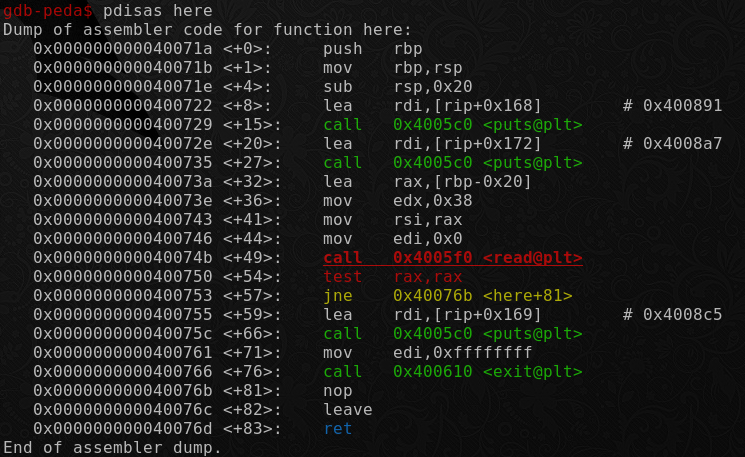 gdb-peda$ pdisas here
Dump of assembler code for function here:
   0x000000000040071a <+0>:     push   rbp
   0x000000000040071b <+1>:     mov    rbp,rsp
   0x000000000040071e <+4>:     sub    rsp,0x20
   0x0000000000400722 <+8>:     lea    rdi,[rip+0x168]        # 0x400891
   0x0000000000400729 <+15>:    call   0x4005c0 <puts@plt>
   0x000000000040072e <+20>:    lea    rdi,[rip+0x172]        # 0x4008a7
   0x0000000000400735 <+27>:    call   0x4005c0 <puts@plt>
   0x000000000040073a <+32>:    lea    rax,[rbp-0x20]
   0x000000000040073e <+36>:    mov    edx,0x38
   0x0000000000400743 <+41>:    mov    rsi,rax
   0x0000000000400746 <+44>:    mov    edi,0x0
   0x000000000040074b <+49>:    call   0x4005f0 <read@plt>
   0x0000000000400750 <+54>:    test   rax,rax
   0x0000000000400753 <+57>:    jne    0x40076b <here+81>
   0x0000000000400755 <+59>:    lea    rdi,[rip+0x169]        # 0x4008c5
   0x000000000040075c <+66>:    call   0x4005c0 <puts@plt>
   0x0000000000400761 <+71>:    mov    edi,0xffffffff
   0x0000000000400766 <+76>:    call   0x400610 <exit@plt>
   0x000000000040076b <+81>:    nop
   0x000000000040076c <+82>:    leave
   0x000000000040076d <+83>:    ret
End of assembler dump.